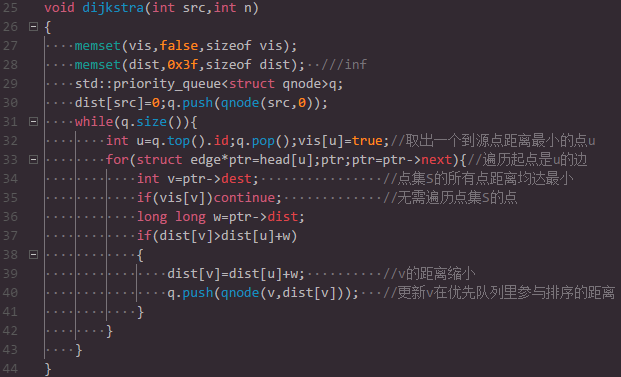 25 void dijkstra(int src,int n)
26 {
27 ····memset(vis,false,sizeof vis);
28 ····memset(dist,0x3f,sizeof dist);··///inf
29 ····std::priority_queue<struct qnode>q;
30 ····dist[src]=0;q.push(qnode(src,0));
31 ····while(q.size()){
32 ········int u=q.top().id;q.pop();vis[u]=true;//取出一个到源点距离最小的点u
33 ········for(struct edge*ptr=head[u];ptr;ptr=ptr->next){//遍历起点是u的边
34 ············int v=ptr->dest;················//点集S的所有点距离均达最小
35 ············if(vis[v])continue;·············//无需遍历点集S的点
36 ············long long w=ptr->dist;
37 ············if(dist[v]>dist[u]+w)
38 ············{
39 ················dist[v]=dist[u]+w;··········//v的距离缩小
40 ················q.push(qnode(v,dist[v]));···//更新v在优先队列里参与排序的距离
41 ············}
42 ········}
43 ····}
44 }